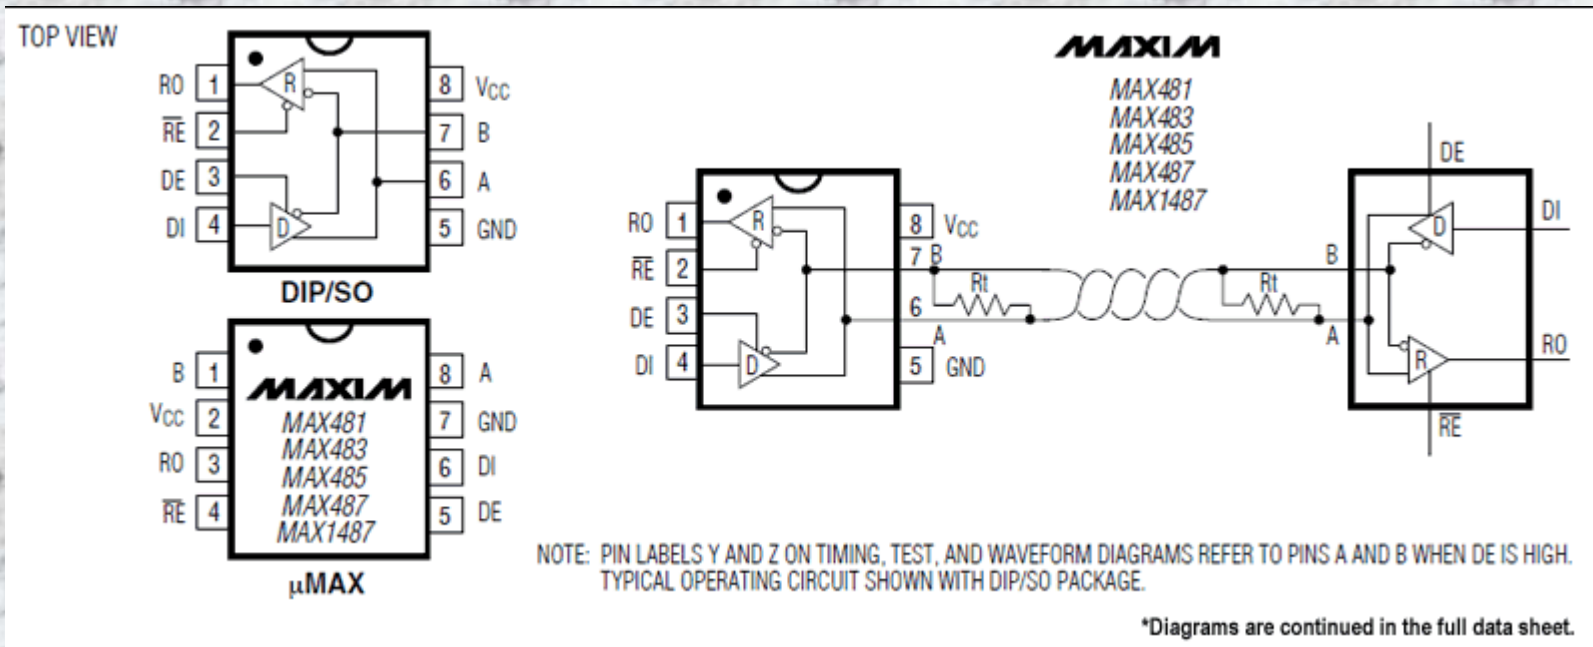 TOP VIEW
RO 1
RE 2
DE 3
DI 4
8 VCC
7 B
6 A
5 GND
R
D
DIP/SO
B 1
VCC 2
RO 3
RE 4
8 A
7 GND
6 DI
5 DE
MAXIM
MAX481
MAX483
MAX485
MAX487
MAX1487
µMAX
MAXIM
MAX481
MAX483
MAX485
MAX487
MAX1487
RO 1
RE 2
DE 3
DI 4
R
D
8 VCC
7 B
6
A
5 GND
Rt
Rt
B
A
DE
DI
D
R
RO
RE
NOTE: PIN LABELS Y AND Z ON TIMING, TEST, AND WAVEFORM DIAGRAMS REFER TO PINS A AND B WHEN DE IS HIGH.
TYPICAL OPERATING CIRCUIT SHOWN WITH DIP/SO PACKAGE.
*Diagrams are continued in the full data sheet.